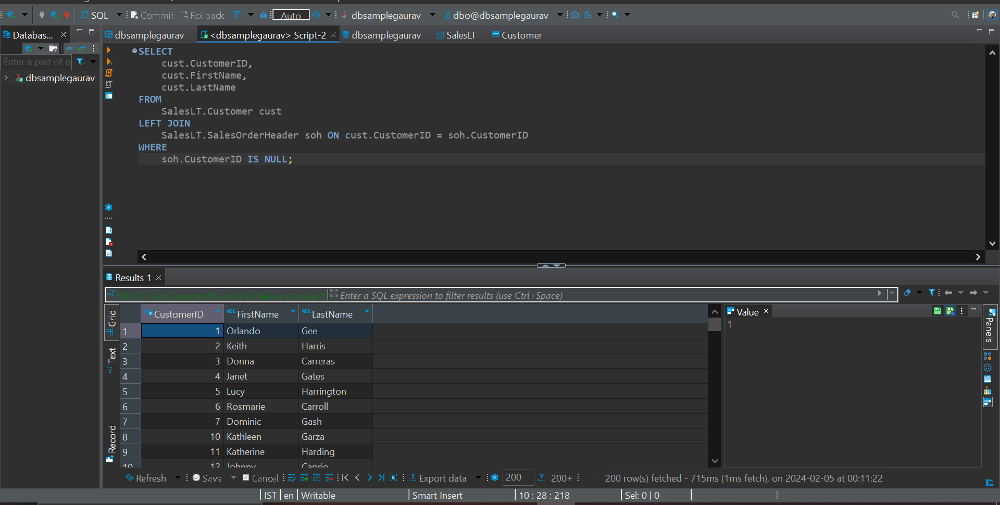 SQL Commit Rollback Auto dbsamplegaurav dbo@dbsamplegaurav
Databas...
dbsamplegaurav <dbsamplegaurav> Script-2 dbsamplegaurav SalesLT Customer
Enter a part of o
dbsamplegaurav
SELECT
cust.CustomerID,
cust.FirstName,
cust.LastName
FROM
SalesLT.Customer cust
LEFT JOIN
SalesLT.SalesOrderHeader soh ON cust.CustomerID = soh.CustomerID
WHERE
soh.CustomerID IS NULL;
Results 1
SELECT cust.CustomerID, cust.FirstName, cust.LastN Enter a SQL expression to filter results (use Ctrl+Space)
Grid
Text
Record
CustomerID ABC FirstName ABC LastName
1 1 Orlando Gee
2 2 Keith Harris
3 3 Donna Carreras
4 4 Janet Gates
5 5 Lucy Harrington
6 6 Rosmarie Carroll
7 7 Dominic Gash
8 10 Kathleen Garza
9 11 Katherine Harding
10 12 Johnny Caprio
Value
1
Panels
Refresh Save Cancel Export data 200 200+ 200 row(s) fetched - 715ms (1ms fetch), on 2024-02-05 at 00:11:22
IST en Writable Smart Insert 10 : 28 : 218 Sel: 0 | 0